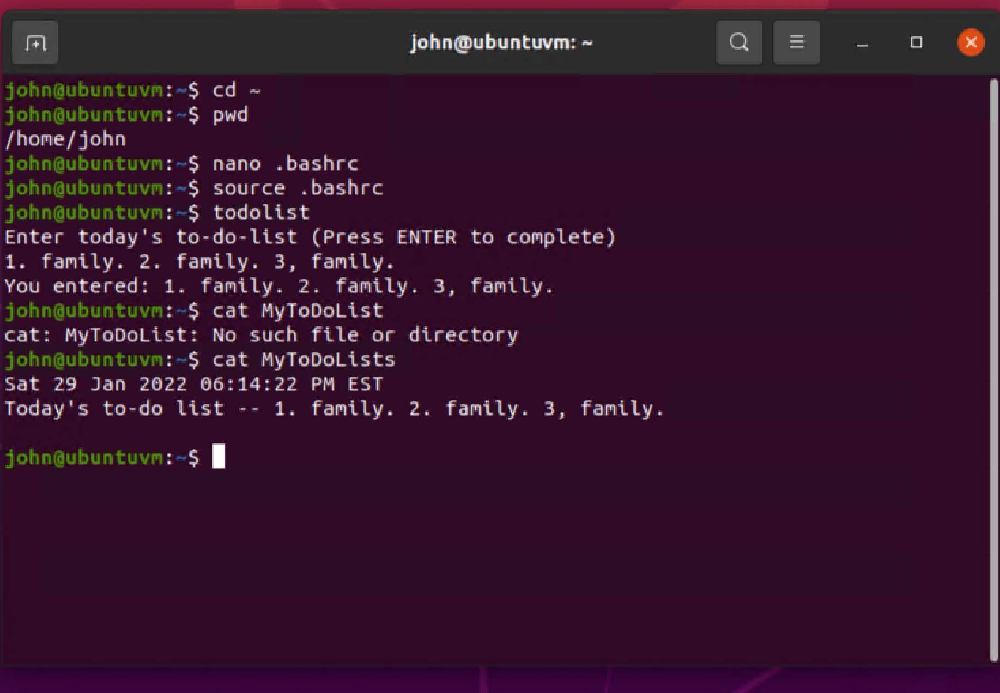 john@ubuntuvm: ~
john@ubuntuvm:~$ cd ~
john@ubuntuvm:~$ pwd
/home/john
john@ubuntuvm:~$ nano .bashrc
john@ubuntuvm:~$ source .bashrc
john@ubuntuvm:~$ todolist
Enter today's to-do-list (Press ENTER to complete)
1. family. 2. family. 3, family.
You entered: 1. family. 2. family. 3, family.
john@ubuntuvm:~$ cat MyToDoList
cat: MyToDoList: No such file or directory
john@ubuntuvm:~$ cat MyToDoLists
Sat 29 Jan 2022 06:14:22 PM EST
Today's to-do list -- 1. family. 2. family. 3, family.
john@ubuntuvm:~$